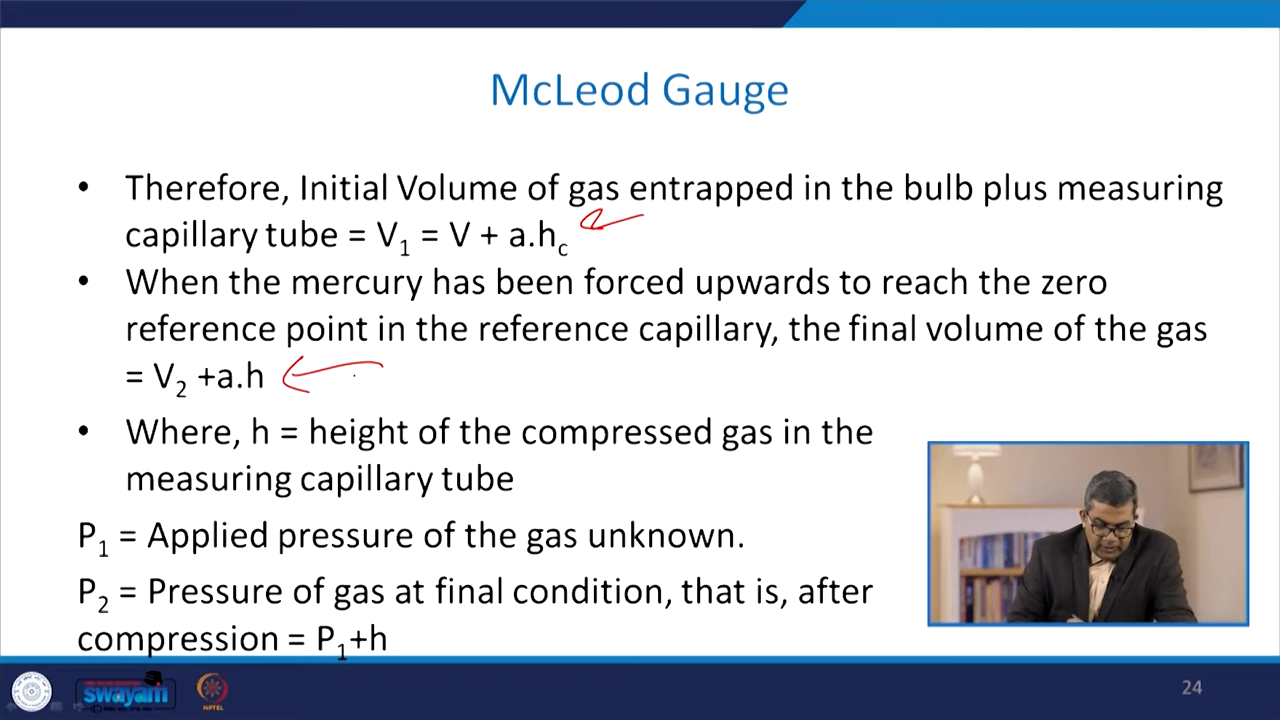 McLeod Gauge
• Therefore, Initial Volume of gas entrapped in the bulb plus measuring
capillary tube = V₁ = V + a.h_c
• When the mercury has been forced upwards to reach the zero
reference point in the reference capillary, the final volume of the gas
= V₂ +a.h
• Where, h = height of the compressed gas in the
measuring capillary tube
P₁ = Applied pressure of the gas unknown.
P₂ = Pressure of gas at final condition, that is, after
compression = P₁+h
swayam
NPTEL
24